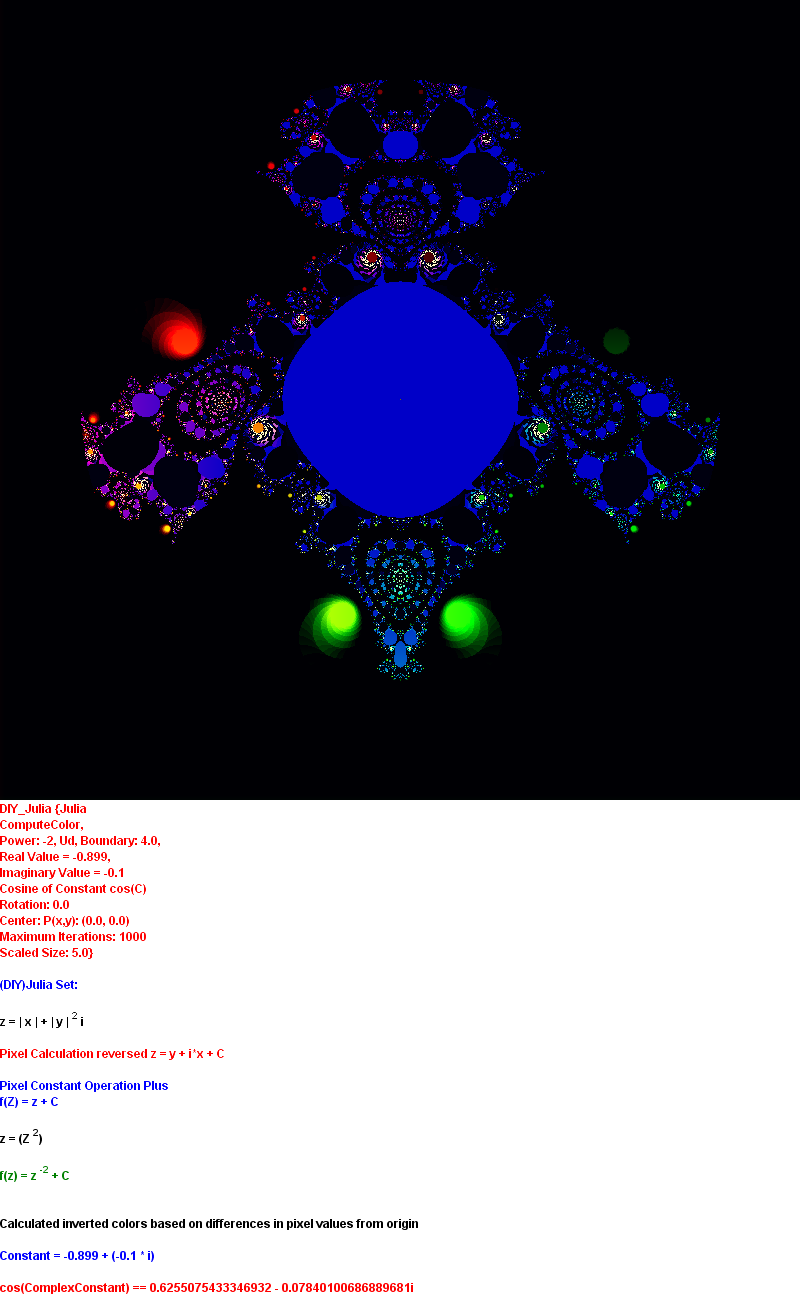 DIY_Julia {Julia
ComputeColor,
Power: -2, Ud, Boundary: 4.0,
Real Value = -0.899,
Imaginary Value = -0.1
Cosine of Constant cos(C)
Rotation: 0.0
Center: P(x,y): (0.0, 0.0)
Maximum Iterations: 1000
Scaled Size: 5.0}
(DIY)Julia Set:
z = | x | + | y | ² i
Pixel Calculation reversed z = y + i*x + C
Pixel Constant Operation Plus
f(Z) = z + C
z = (Z ²)
f(z) = z ⁻² + C
Calculated inverted colors based on differences in pixel values from origin
Constant = -0.899 + (-0.1 * i)
cos(ComplexConstant) == 0.6255075433346932 - 0.07840100686889681i